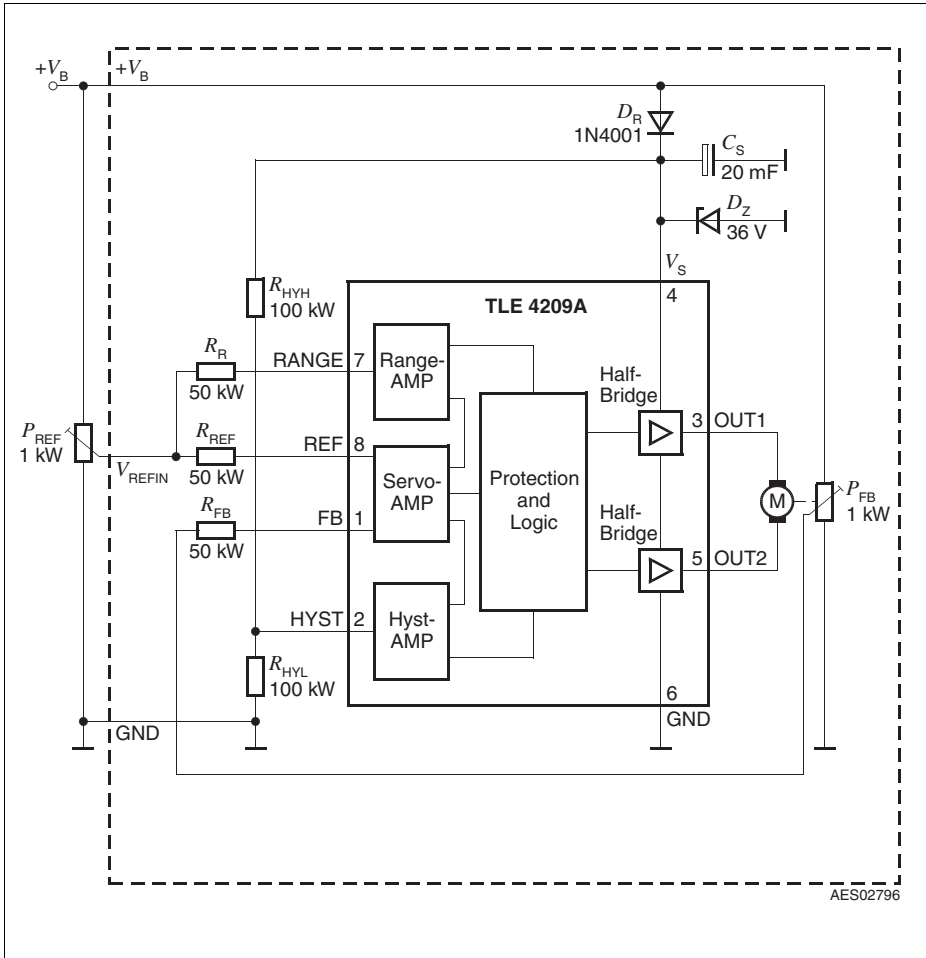 +VB
+VB
DR
1N4001
CS
20 mF
DZ
36 V
VS
4
RHYH
100 kW
TLE 4209A
RR
50 kW
RANGE 7
Range-
AMP
Half-
Bridge
3 OUT1
PREF
1 kW
VREFIN
RREF
50 kW
REF 8
Servo-
AMP
Protection
and
Logic
M
PFB
1 kW
RFB
50 kW
FB 1
Half-
Bridge
5 OUT2
HYST 2
Hyst-
AMP
RHYL
100 kW
6
GND
GND
AES02796